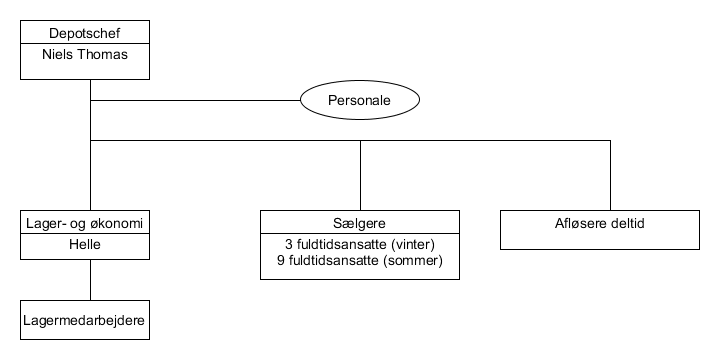 Depotschef
Niels Thomas
Personale
Lager- og økonomi
Helle
Sælgere
3 fuldtidsansatte (vinter)
9 fuldtidsansatte (sommer)
Afløsere deltid
Lagermedarbejdere